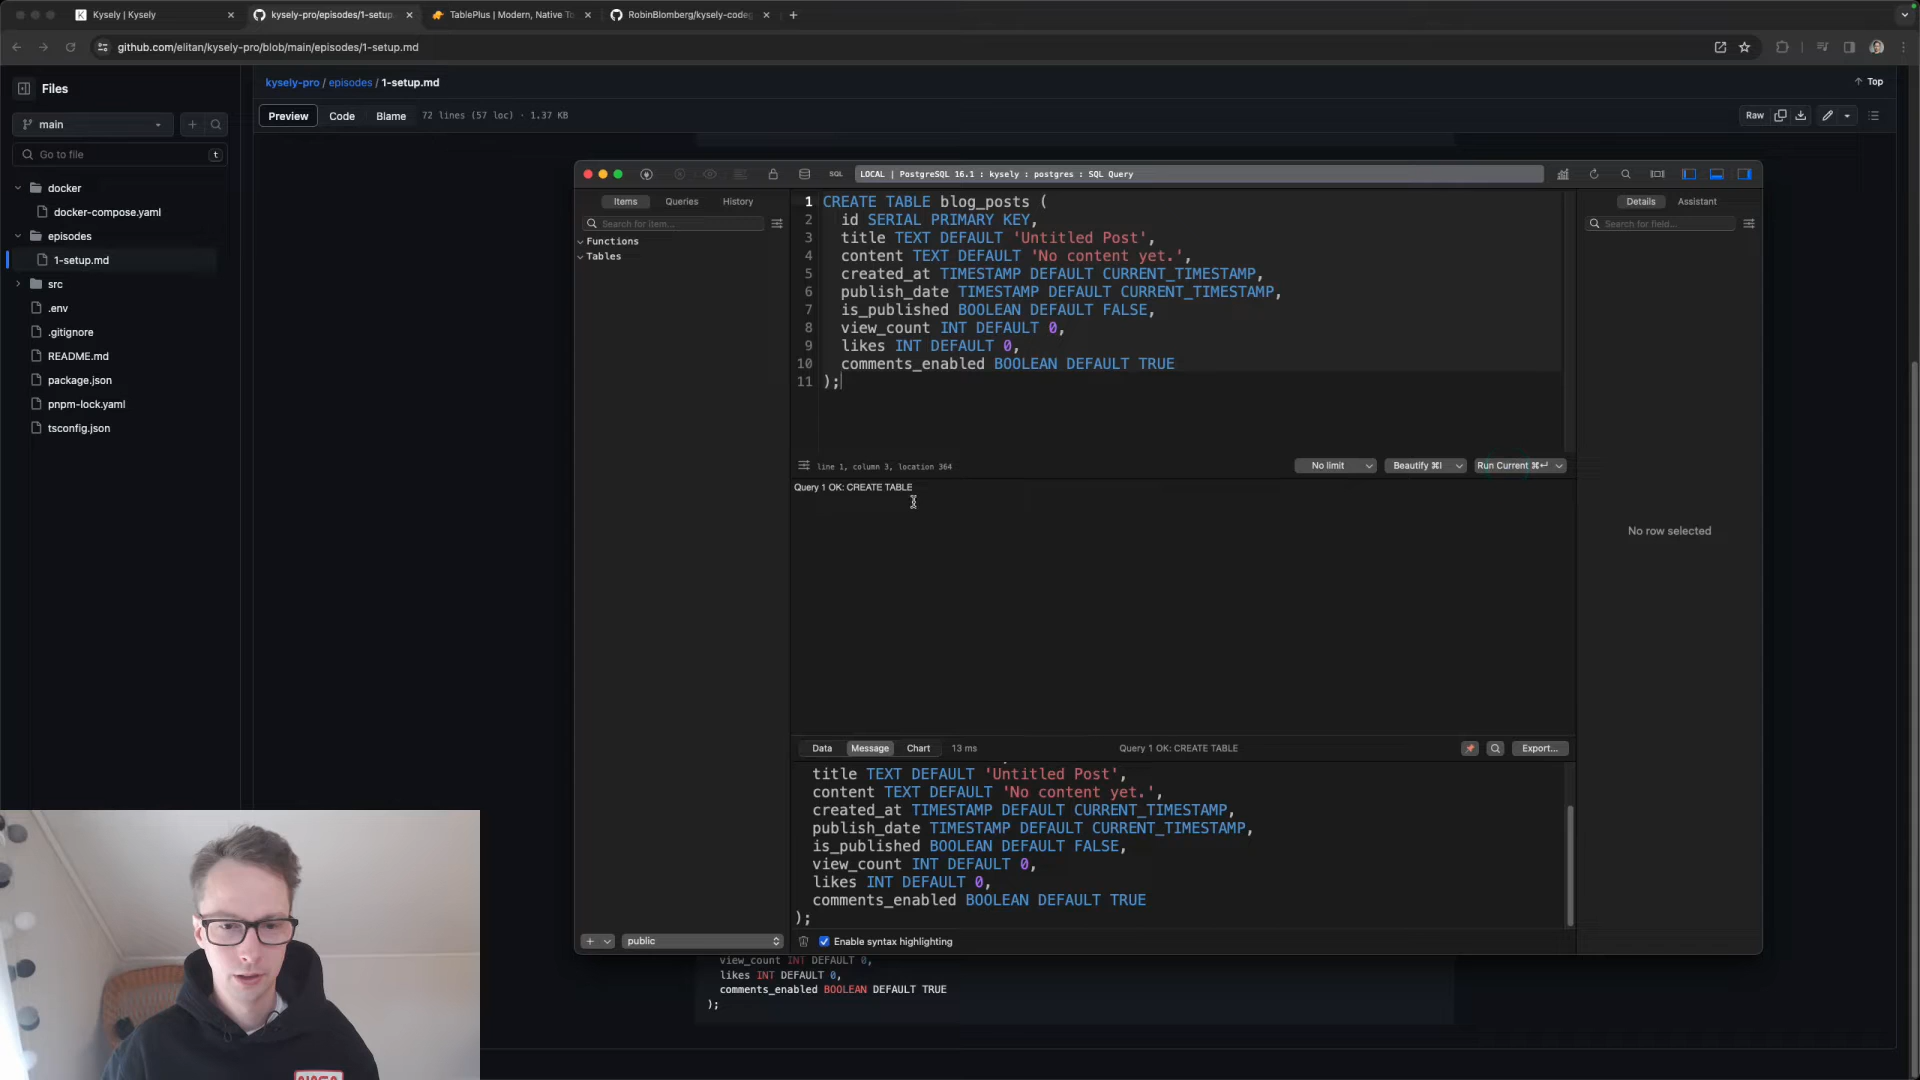 Kysely | Kysely
kysely-pro/episodes/1-setup.
TablePlus | Modern, Native To
RobinBlomberg/kysely-codeg
github.com/elitan/kysely-pro/blob/main/episodes/1-setup.md
Files
main
Go to file
t
docker
docker-compose.yaml
episodes
1-setup.md
src
.env
.gitignore
README.md
package.json
pnpm-lock.yaml
tsconfig.json
kysely-pro / episodes / 1-setup.md
Top
Preview
Code
Blame
72 lines (57 loc) · 1.37 KB
Raw
SQL
LOCAL | PostgreSQL 16.1 : kysely : postgres : SQL Query
Items
Queries
History
Search for item...
Functions
Tables
1 CREATE TABLE blog_posts (
2 id SERIAL PRIMARY KEY,
3 title TEXT DEFAULT 'Untitled Post',
4 content TEXT DEFAULT 'No content yet.',
5 created_at TIMESTAMP DEFAULT CURRENT_TIMESTAMP,
6 publish_date TIMESTAMP DEFAULT CURRENT_TIMESTAMP,
7 is_published BOOLEAN DEFAULT FALSE,
8 view_count INT DEFAULT 0,
9 likes INT DEFAULT 0,
10 comments_enabled BOOLEAN DEFAULT TRUE
11 );
line 1, column 3, location 364
No limit
Beautify ⌘I
Run Current ⌘↵
Query 1 OK: CREATE TABLE
Details
Assistant
Search for field...
No row selected
Data
Message
Chart
13 ms
Query 1 OK: CREATE TABLE
Export...
title TEXT DEFAULT 'Untitled Post',
content TEXT DEFAULT 'No content yet.',
created_at TIMESTAMP DEFAULT CURRENT_TIMESTAMP,
publish_date TIMESTAMP DEFAULT CURRENT_TIMESTAMP,
is_published BOOLEAN DEFAULT FALSE,
view_count INT DEFAULT 0,
likes INT DEFAULT 0,
comments_enabled BOOLEAN DEFAULT TRUE
);
public
Enable syntax highlighting
view_count INT DEFAULT 0,
likes INT DEFAULT 0,
comments_enabled BOOLEAN DEFAULT TRUE
);